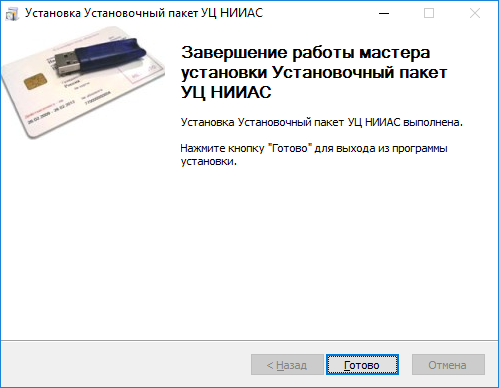 Установка Установочный пакет УЦ НИИАС
Завершение работы мастера
установки Установочный пакет
УЦ НИИАС
Установка Установочный пакет УЦ НИИАС выполнена.
Нажмите кнопку "Готово" для выхода из программы
установки.
< Назад
Готово
Отмена